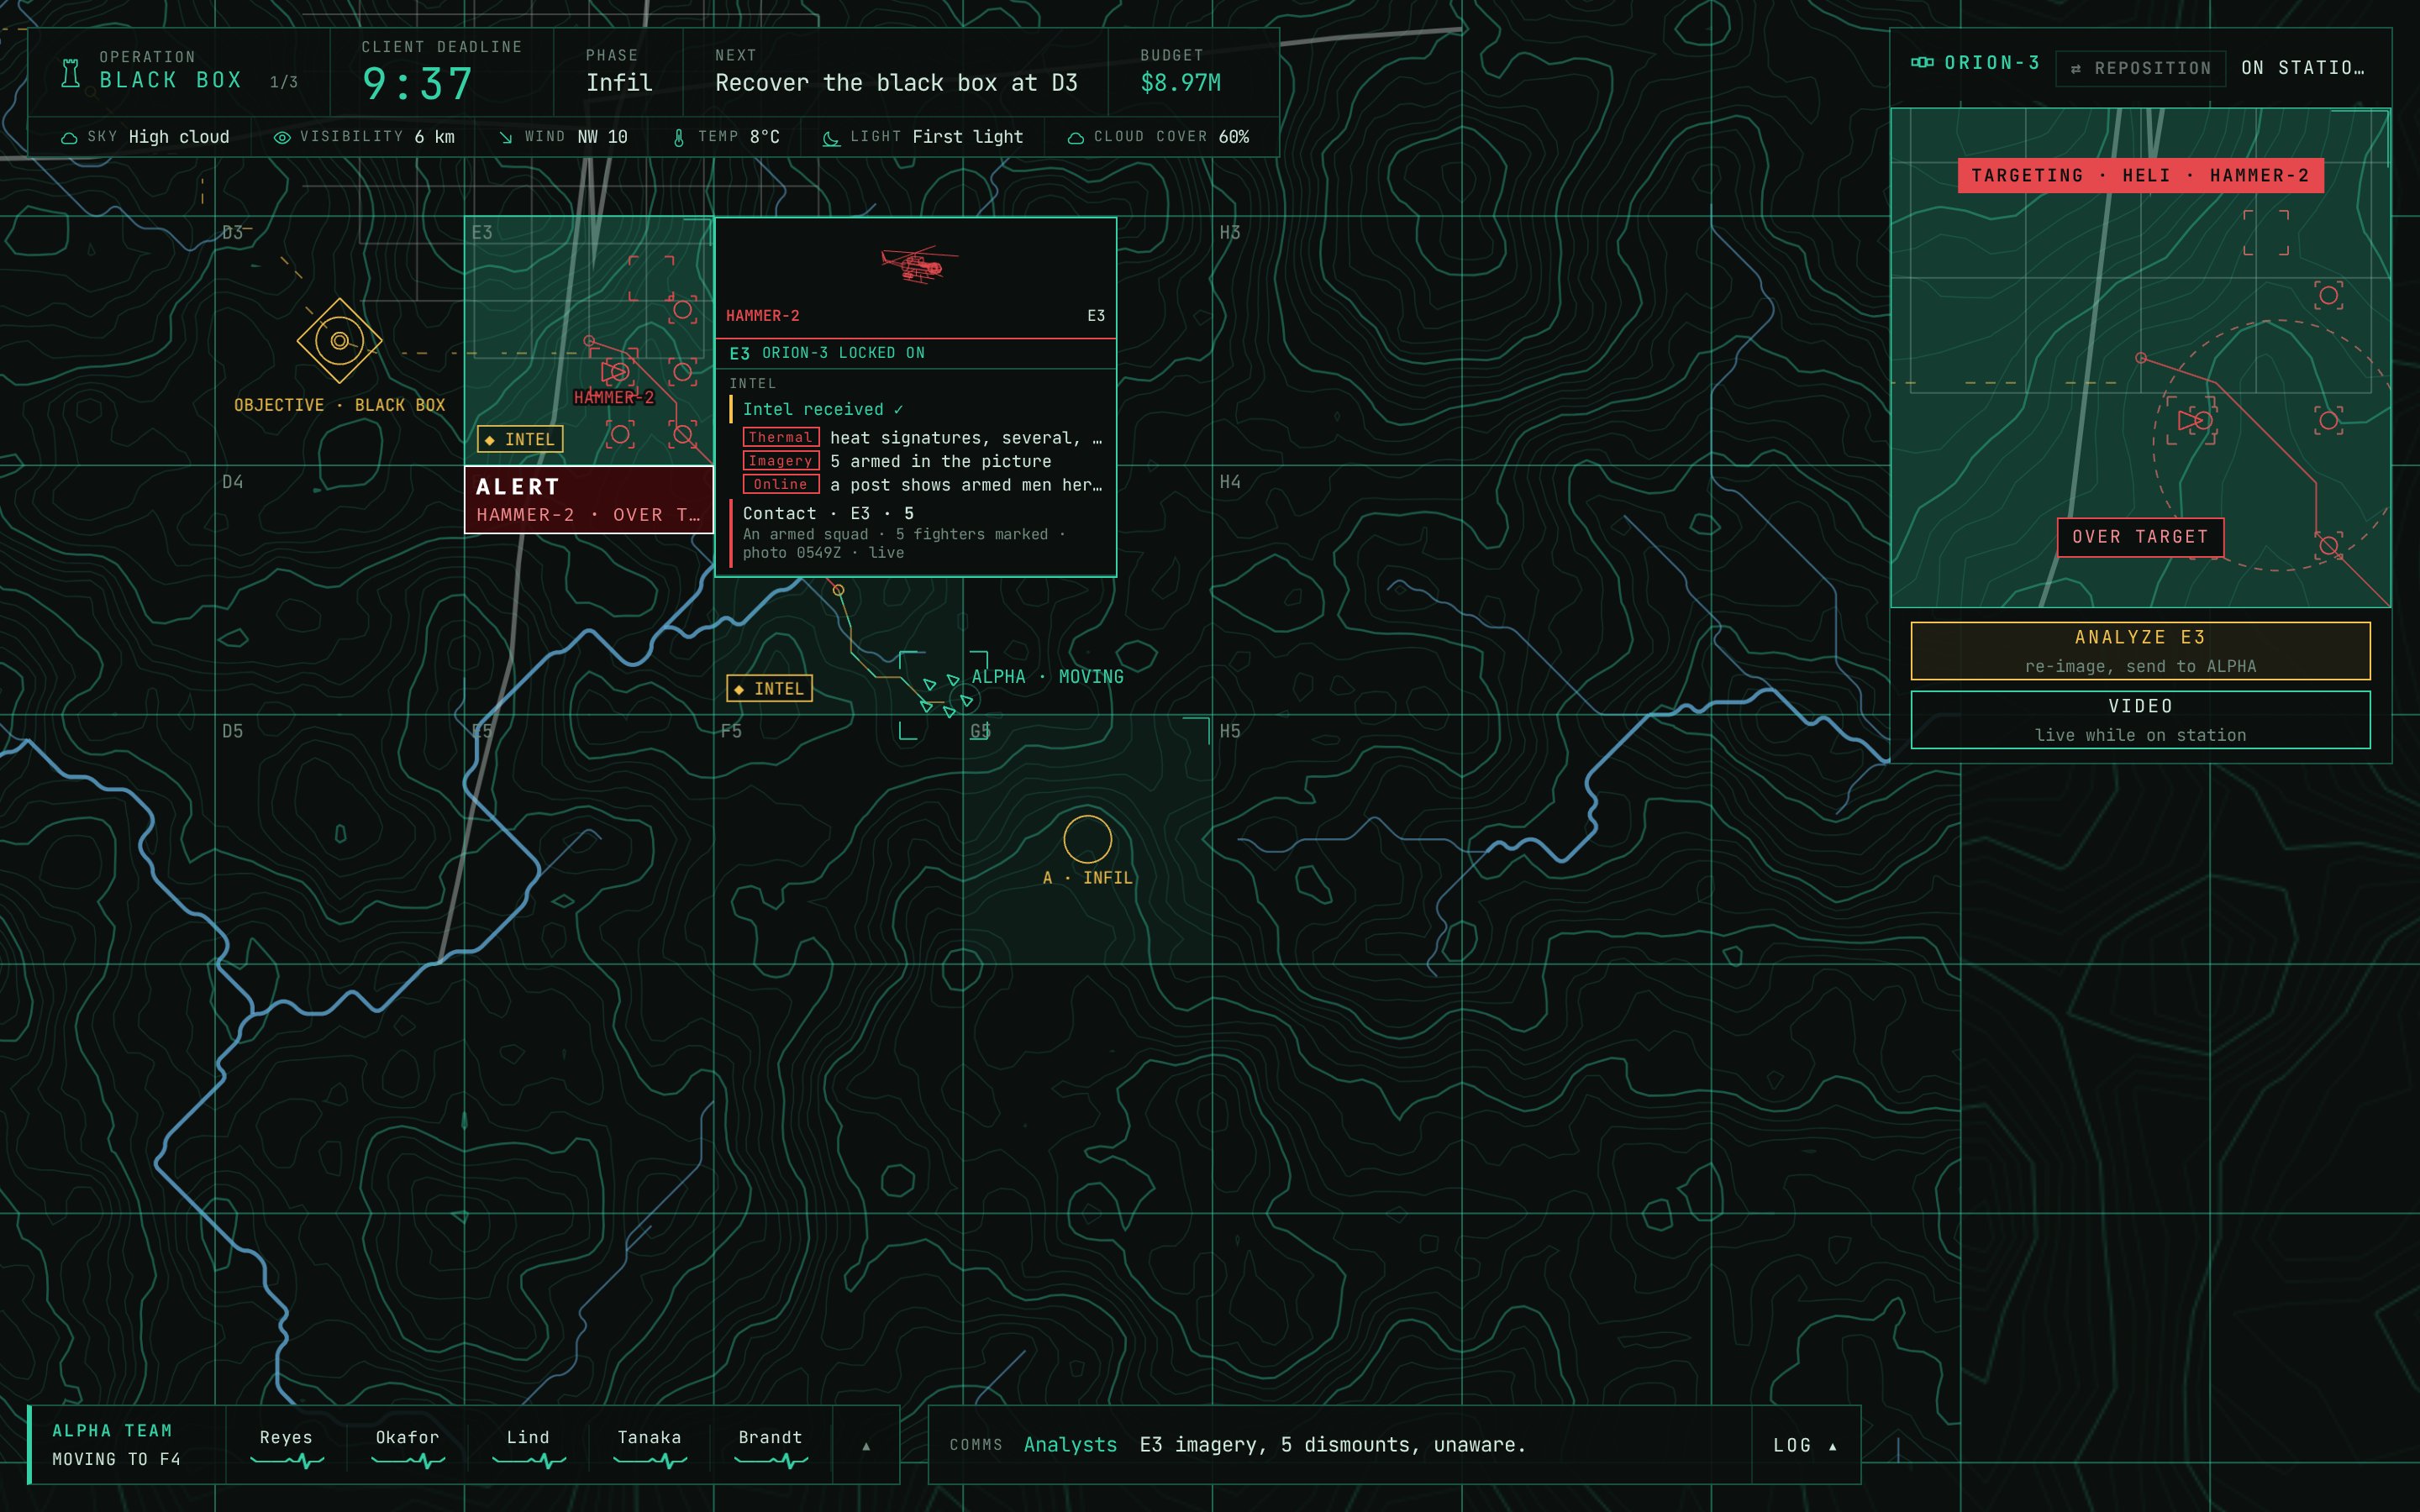 OPERATION
BLACK BOX 1/3
CLIENT DEADLINE
9:37
PHASE
Infil
NEXT
Recover the black box at D3
BUDGET
$8.97M
SKY High cloud
VISIBILITY 6 km
WIND NW 10
TEMP 8°C
LIGHT First light
CLOUD COVER 60%
ORION-3
⇄ REPOSITION
ON STATIO…
TARGETING · HELI · HAMMER-2
OVER TARGET
ANALYZE E3
re-image, send to ALPHA
VIDEO
live while on station
D3
E3
H3
HAMMER-2
OBJECTIVE · BLACK BOX
◆ INTEL
ALERT
HAMMER-2 · OVER T…
HAMMER-2 E3
E3 ORION-3 LOCKED ON
INTEL
Intel received ✓
Thermal heat signatures, several, …
Imagery 5 armed in the picture
Online a post shows armed men her…
Contact · E3 · 5
An armed squad · 5 fighters marked ·
photo 0549Z · live
D4
H4
◆ INTEL
ALPHA · MOVING
D5
E5
F5
G5
H5
A · INFIL
ALPHA TEAM
MOVING TO F4
Reyes
Okafor
Lind
Tanaka
Brandt
▲
COMMS Analysts E3 imagery, 5 dismounts, unaware.
LOG ▲